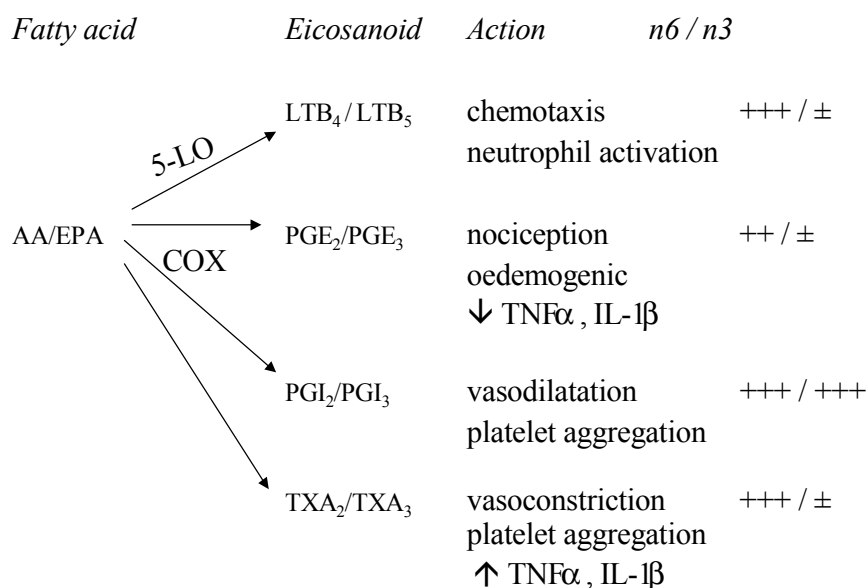 Fatty acid Eicosanoid Action n6 / n3
LTB₄ / LTB₅ chemotaxis +++ / ±
neutrophil activation
5-LO
AA/EPA PGE₂/PGE₃ nociception ++ / ±
COX oedemogenic
↓ TNFα , IL-1β
PGI₂/PGI₃ vasodilatation +++ / +++
platelet aggregation
TXA₂/TXA₃ vasoconstriction +++ / ±
platelet aggregation
↑ TNFα , IL-1β